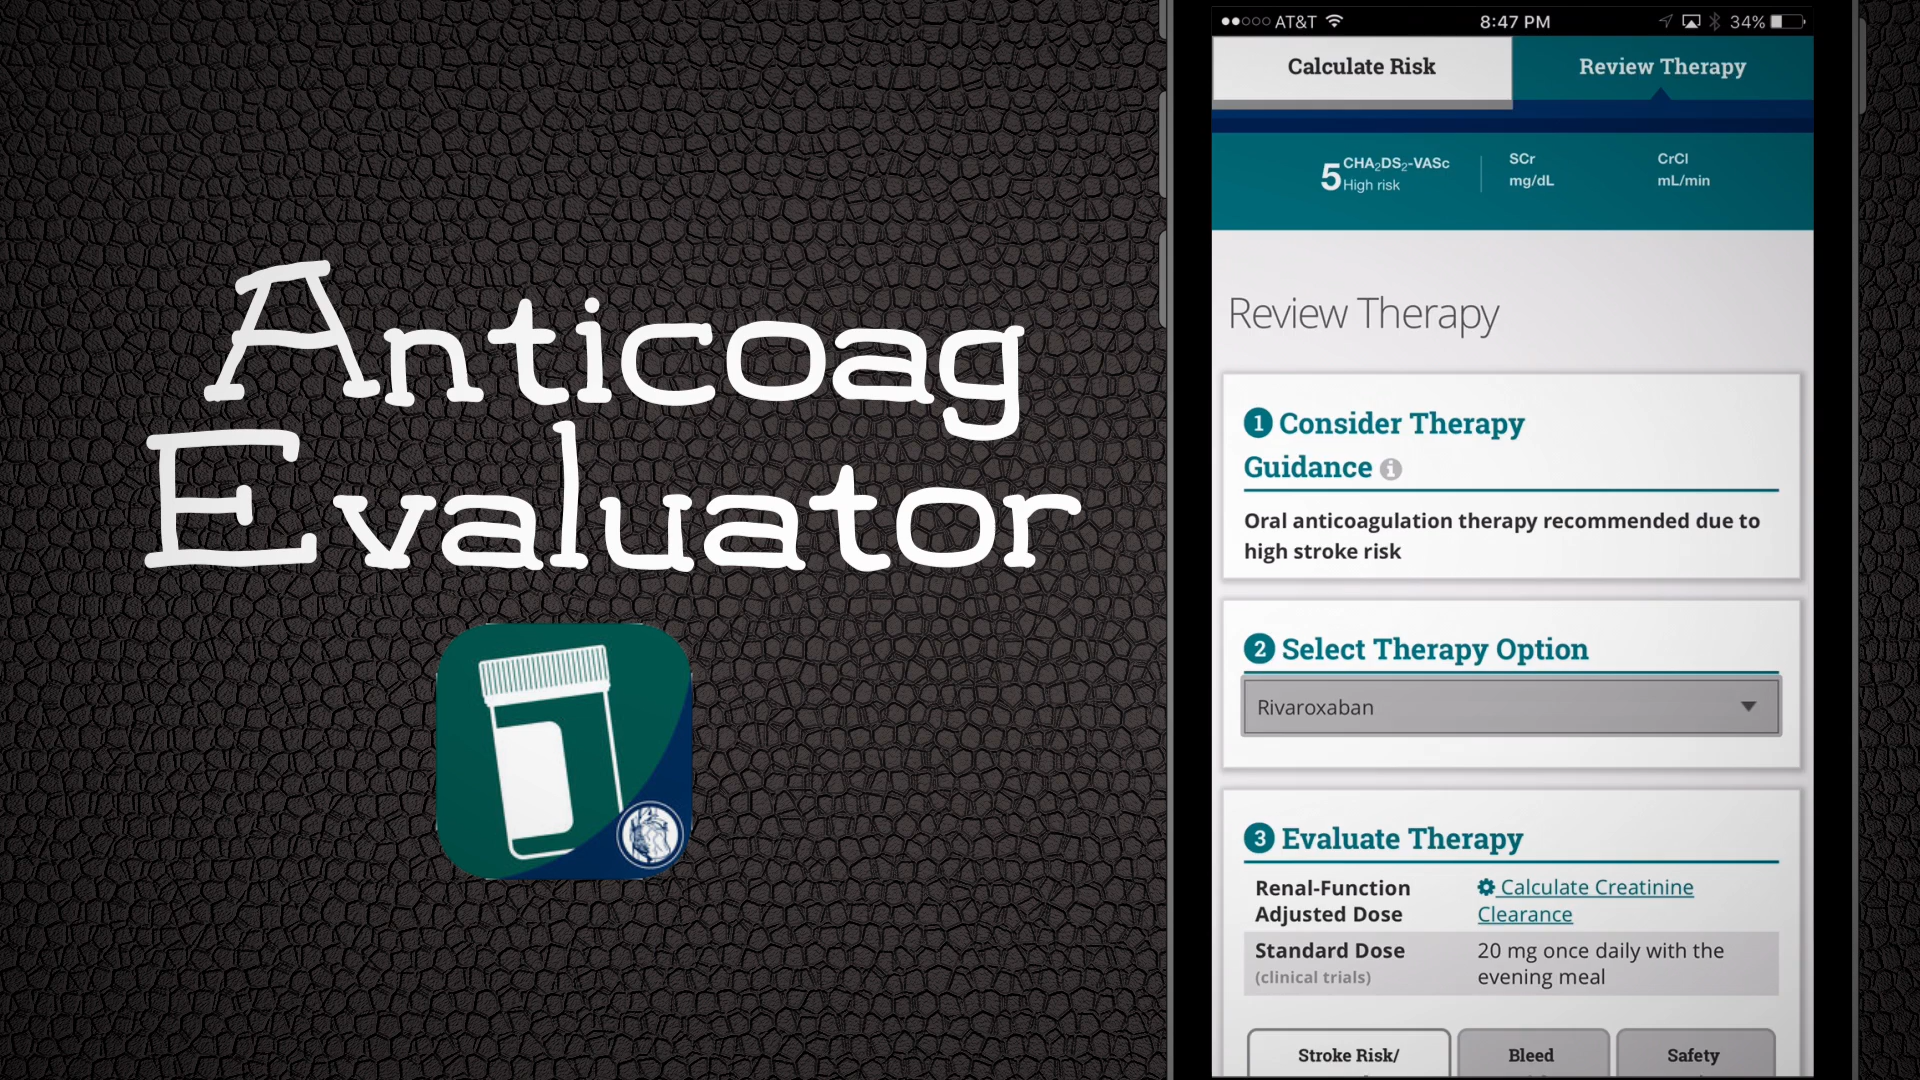 Anticoag
Evaluator
AT&T 8:47 PM 34%
Calculate Risk Review Therapy
5 CHA₂DS₂-VASc SCr CrCl
High risk mg/dL mL/min
Review Therapy
1 Consider Therapy
Guidance i
Oral anticoagulation therapy recommended due to
high stroke risk
2 Select Therapy Option
Rivaroxaban
3 Evaluate Therapy
Renal-Function Calculate Creatinine
Adjusted Dose Clearance
Standard Dose 20 mg once daily with the
(clinical trials) evening meal
Stroke Risk/ Bleed Safety